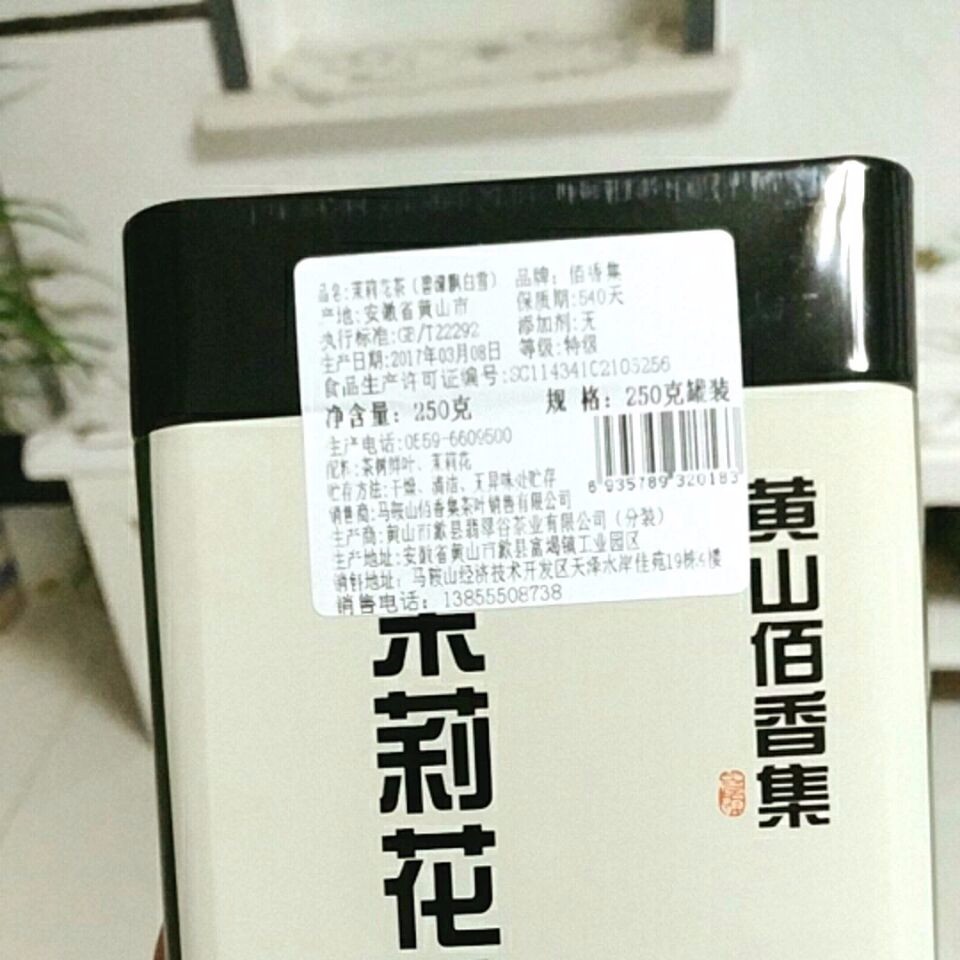 品名:茉莉花茶(碧潭飘白雪) 品牌:佰香集
产地:安徽省黄山市 保质期:540天
执行标准:GB/T22292 添加剂:无
生产日期:2017年03月08日 等级:特级
食品生产许可证编号:SC114341C2103256
净含量:250克 规 格:250克罐装
生产电话:0559-6609500
配料:茶树鲜叶、茉莉花
贮存方法:干燥、清洁、无异味处贮存
6 935789 320183
销售商:马鞍山佰香集茶叶销售有限公司
生产商:黄山市歙县翡翠谷茶业有限公司(分装)
生产地址:安徽省黄山市歙县富堨镇工业园区
销售地址:马鞍山经济技术开发区天泽水岸佳苑19栋6楼
销售电话:13855508738
茉莉花
黄山佰香集